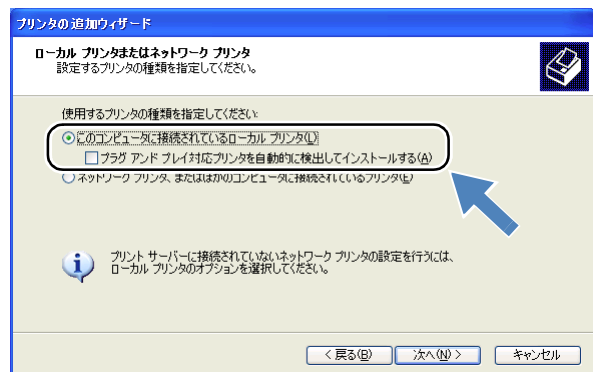 プリンタの追加ウィザード
ローカル プリンタまたはネットワーク プリンタ
設定するプリンタの種類を指定してください。
使用するプリンタの種類を指定してください:
このコンピュータに接続されているローカル プリンタ(L)
プラグ アンド プレイ対応プリンタを自動的に検出してインストールする(A)
ネットワーク プリンタ、またはほかのコンピュータに接続されているプリンタ(E)
プリント サーバーに接続されていないネットワーク プリンタの設定を行うには、
ローカル プリンタのオプションを選択してください。
< 戻る(B) 次へ(N) > キャンセル